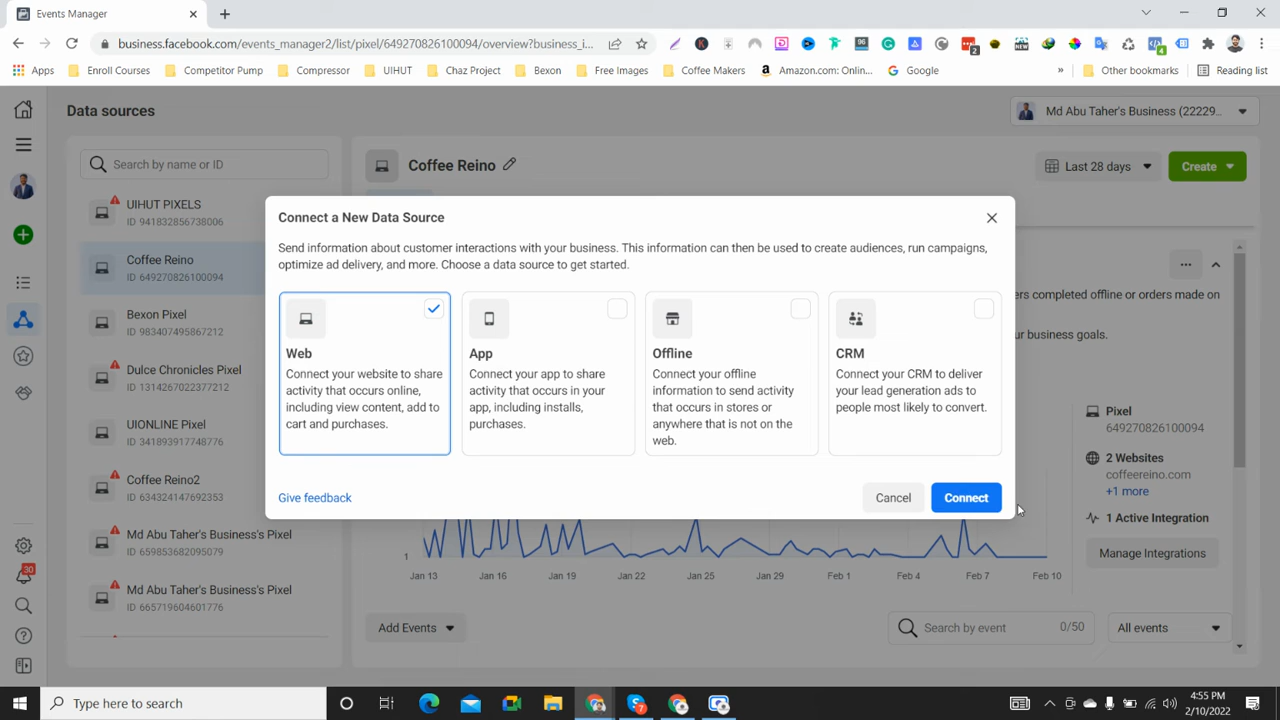 Events Manager
business.facebook.com/events_manager2/list/pixel/649270826100094/overview?business_i...
Apps
Enroll Courses
Competitor Pump
Compressor
UIHUT
Chaz Project
Bexon
Free Images
Coffee Makers
Amazon.com: Onlin...
Google
»
Other bookmarks
Reading list
Data sources
Md Abu Taher's Business (22229...
Search by name or ID
Coffee Reino
Last 28 days
Create
UIHUT PIXELS
ID 941832856738006
Coffee Reino
ID 649270826100094
Bexon Pixel
ID 983407495867212
Dulce Chronicles Pixel
ID 1314267022377212
UIONLINE Pixel
ID 341893917748776
Coffee Reino2
ID 634324147692353
Md Abu Taher's Business's Pixel
ID 659853682095079
Md Abu Taher's Business's Pixel
ID 665719604601776
30
Connect a New Data Source
Send information about customer interactions with your business. This information can then be used to create audiences, run campaigns,
optimize ad delivery, and more. Choose a data source to get started.
Web
Connect your website to share
activity that occurs online,
including view content, add to
cart and purchases.
App
Connect your app to share
activity that occurs in your
app, including installs,
purchases.
Offline
Connect your offline
information to send activity
that occurs in stores or
anywhere that is not on the
web.
CRM
Connect your CRM to deliver
your lead generation ads to
people most likely to convert.
Give feedback
Cancel
Connect
ers completed offline or orders made on
ur business goals.
Pixel
649270826100094
2 Websites
coffeereino.com
+1 more
1 Active Integration
Manage Integrations
1
Jan 13
Jan 16
Jan 19
Jan 22
Jan 25
Jan 29
Feb 1
Feb 4
Feb 7
Feb 10
Add Events
Search by event
0/50
All events
Type here to search
4:55 PM
2/10/2022